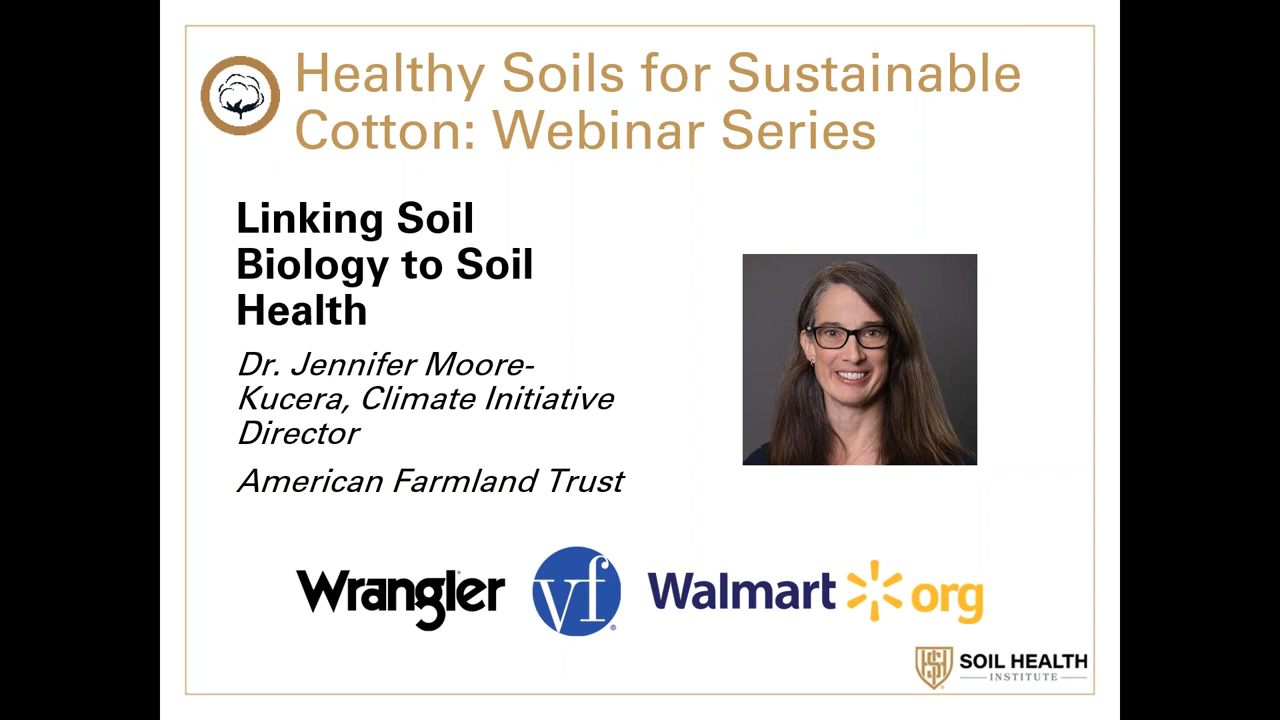 Healthy Soils for Sustainable
Cotton: Webinar Series
Linking Soil
Biology to Soil
Health
Dr. Jennifer Moore-
Kucera, Climate Initiative
Director
American Farmland Trust
Wrangler
vf
Walmart org
SOIL HEALTH
INSTITUTE